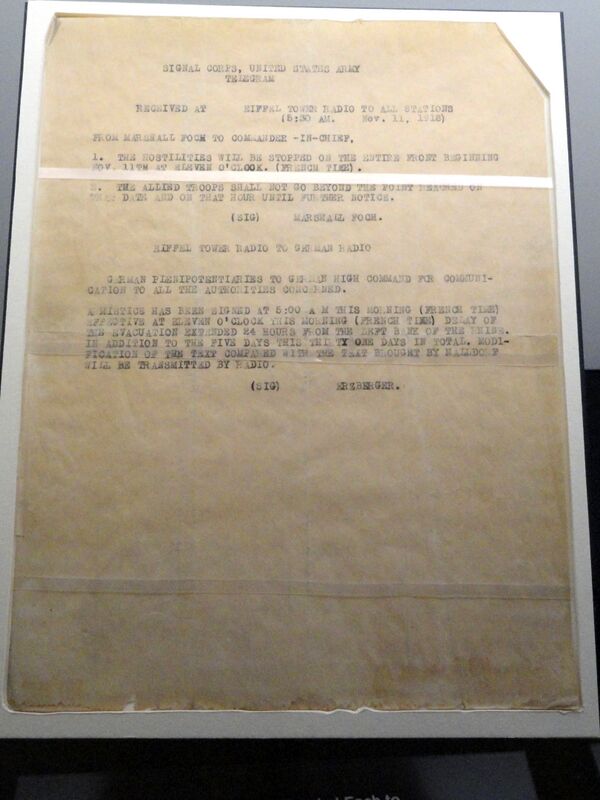 SIGNAL CORPS, UNITED STATES ARMY
TELEGRAM
RECEIVED AT EIFFEL TOWER RADIO TO ALL STATIONS
(5:30 AM. Nov. 11, 1918)
FROM MARSHALL FOCH TO COMMANDER -IN-CHIEF,
1. THE HOSTILITIES WILL BE STOPPED ON THE ENTIRE FRONT BEGINNING
NOV. 11TH AT ELEVEN O'CLOCK. (FRENCH TIME).
2. THE ALLIED TROOPS SHALL NOT GO BEYOND THE POINT REACHED ON
THAT DATE AND ON THAT HOUR UNTIL FURTHER NOTICE.
(SIG) MARSHALL FOCH.
EIFFEL TOWER RADIO TO GERMAN RADIO
GERMAN PLENIPOTENTIARIES TO GERMAN HIGH COMMAND FOR COMMUNI-
CATION TO ALL THE AUTHORITIES CONCERNED.
A MISTICS HAS BEEN SIGNED AT 5:00 A M THIS MORNING (FRENCH TIME)
EFFECTIVE AT ELEVEN O'CLOCK THIS MORNING (FRENCH TIME) DELAY OF
TEN EVACUATION EXTENDED 24 HOURS FROM THE LEFT BANK OF THE RHINE.
IN ADDITION TO THE FIVE DAYS THIS THIRTY ONE DAYS IN TOTAL. MODI-
FICATION OF THE TEXT COMPARED WITH THE TEXT BROUGHT BY
WILL BE TRANSMITTED BY RADIO.
(SIG) ERZBERGER.
Foch to